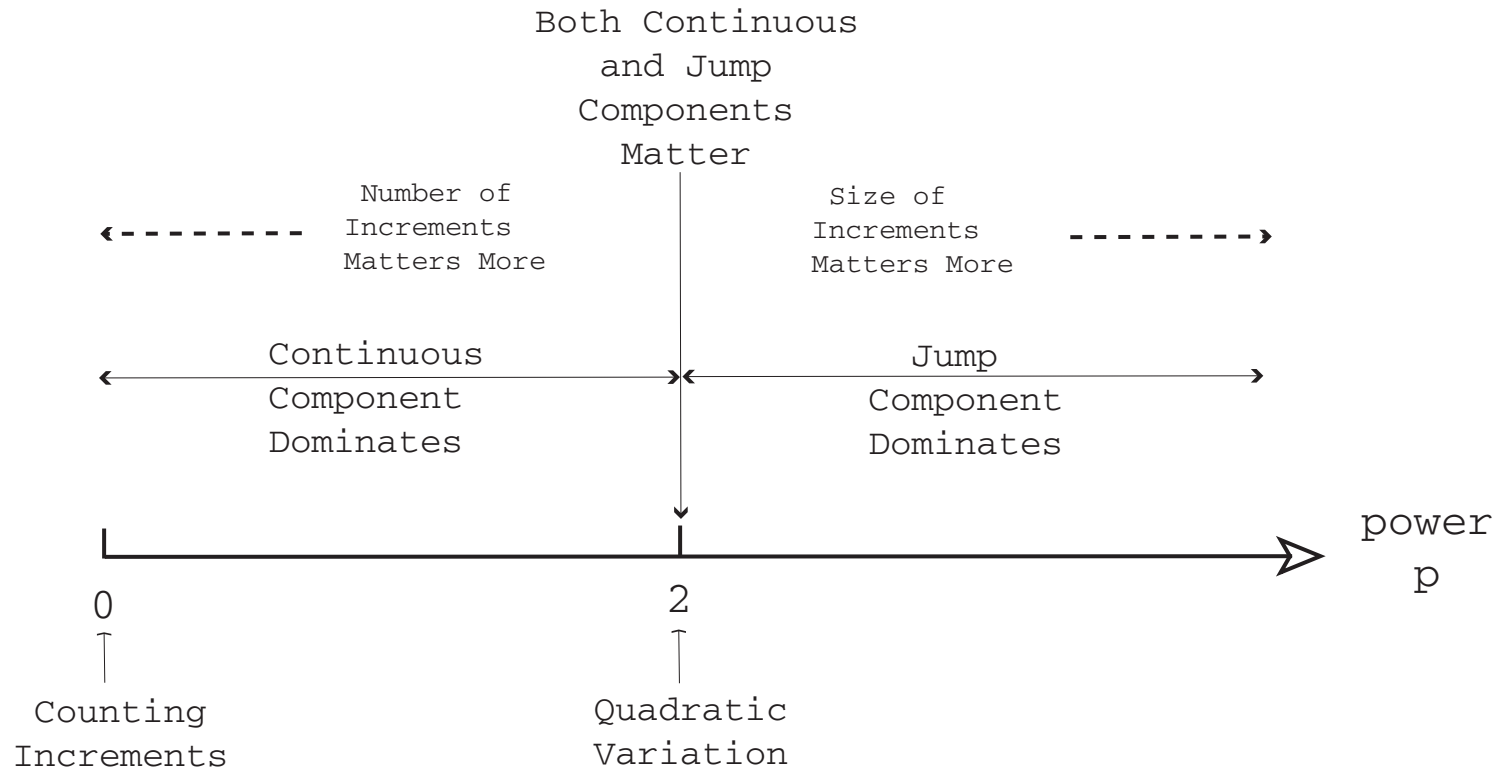 Both Continuous
and Jump
Components
Matter
Number of
Increments
Matters More
Size of
Increments
Matters More
Continuous
Component
Dominates
Jump
Component
Dominates
power
p
0
2
Counting
Increments
Quadratic
Variation